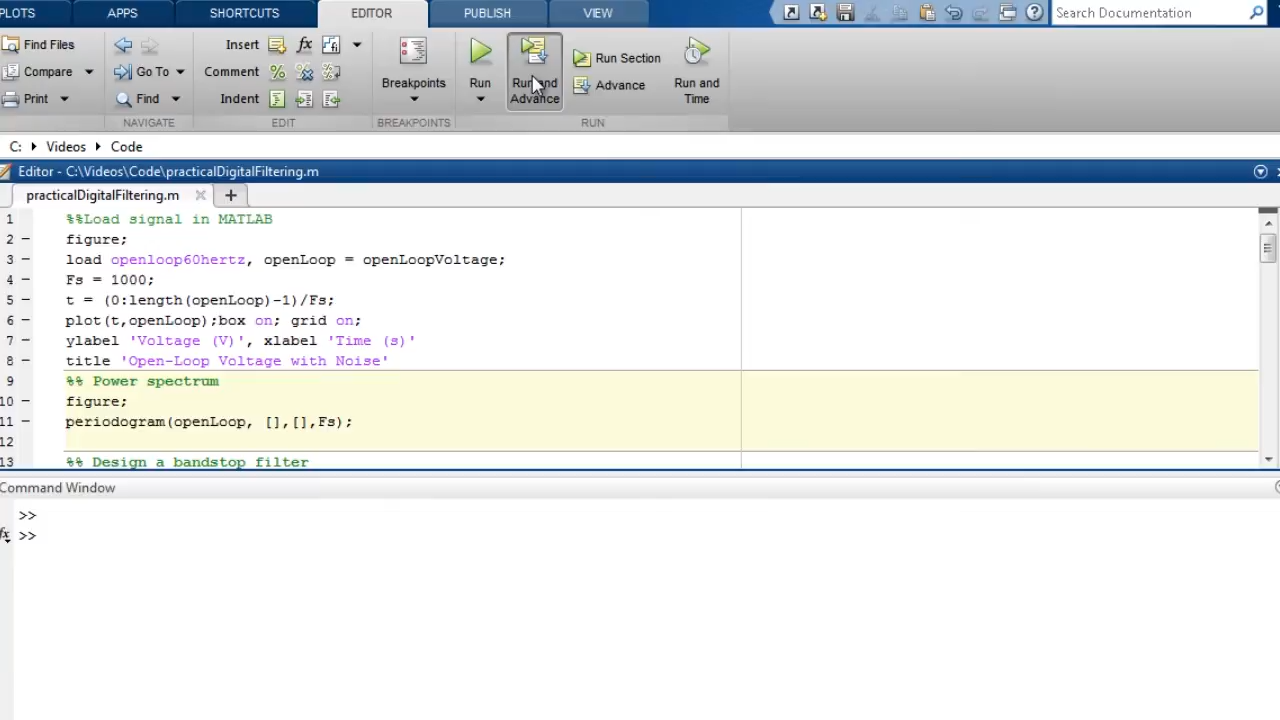 PLOTS APPS SHORTCUTS EDITOR PUBLISH VIEW Search Documentation
Find Files Insert fx
Compare Go To Comment Breakpoints Run Run and Advance Run Section Run and Time
Print Find Indent Advance
NAVIGATE EDIT BREAKPOINTS RUN
C: Videos Code
Editor - C:\Videos\Code\practicalDigitalFiltering.m
practicalDigitalFiltering.m
1 %%Load signal in MATLAB
2 – figure;
3 – load openloop60hertz, openLoop = openLoopVoltage;
4 – Fs = 1000;
5 – t = (0:length(openLoop)-1)/Fs;
6 – plot(t,openLoop);box on; grid on;
7 – ylabel 'Voltage (V)', xlabel 'Time (s)'
8 – title 'Open-Loop Voltage with Noise'
9 %% Power spectrum
10 – figure;
11 – periodogram(openLoop, [],[],Fs);
12
13 %% Design a bandstop filter
Command Window
>>
fx >>